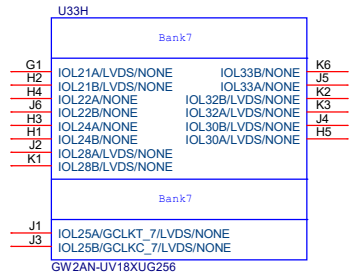 U33H
Bank7
G1 IOL21A/LVDS/NONE IOL33B/NONE K6
H2 IOL21B/LVDS/NONE IOL33A/NONE J5
H4 IOL22A/NONE IOL32B/LVDS/NONE K2
J6 IOL22B/NONE IOL32A/LVDS/NONE K3
H3 IOL24A/NONE IOL30B/LVDS/NONE J4
H1 IOL24B/NONE IOL30A/LVDS/NONE H5
J2 IOL28A/LVDS/NONE
K1 IOL28B/LVDS/NONE
Bank7
J1 IOL25A/GCLKT_7/LVDS/NONE
J3 IOL25B/GCLKC_7/LVDS/NONE
GW2AN-UV18XUG256